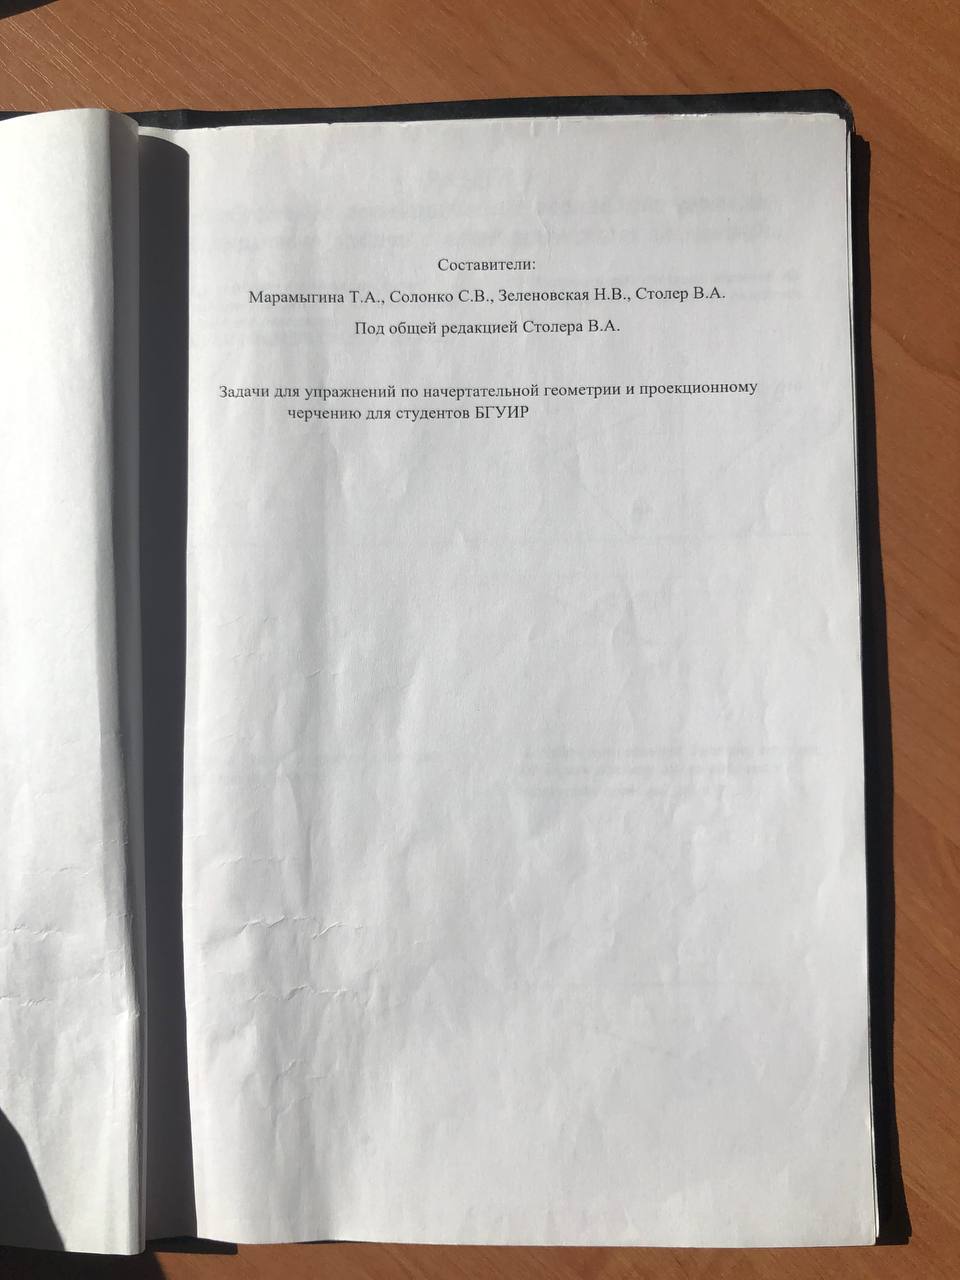 Составители:
Марамыгина Т.А., Солонко С.В., Зеленовская Н.В., Столер В.А.
Под общей редакцией Столера В.А.
Задачи для упражнений по начертательной геометрии и проекционному
черчению для студентов БГУИР